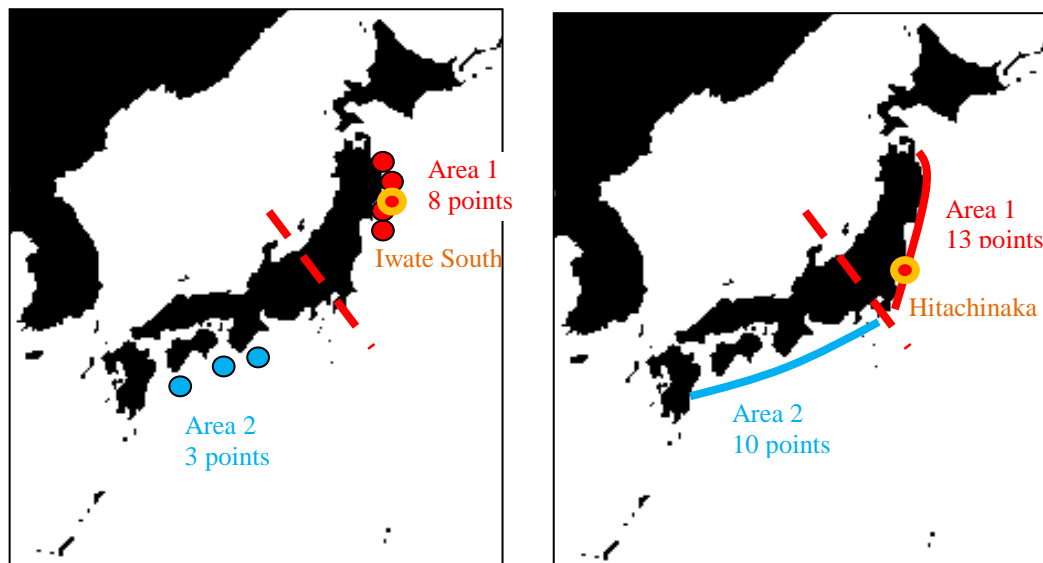 Area 1
8 points
Iwate South
Area 2
3 points
Area 1
13 points
Hitachinaka
Area 2
10 points